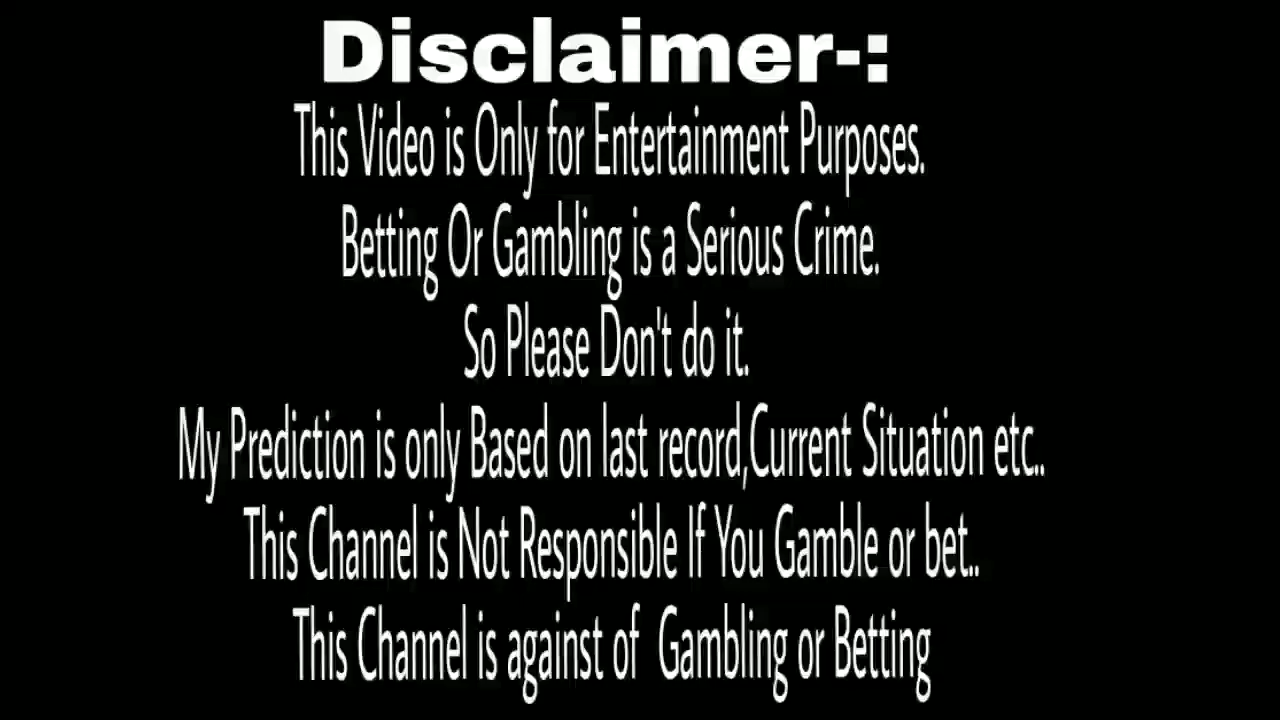 Disclaimer-:
This Video is Only for Entertainment Purposes.
Betting Or Gambling is a Serious Crime.
So Please Don't do it.
My Prediction is only Based on last record,Current Situation etc..
This Channel is Not Responsible If You Gamble or bet..
This Channel is against of Gambling or Betting